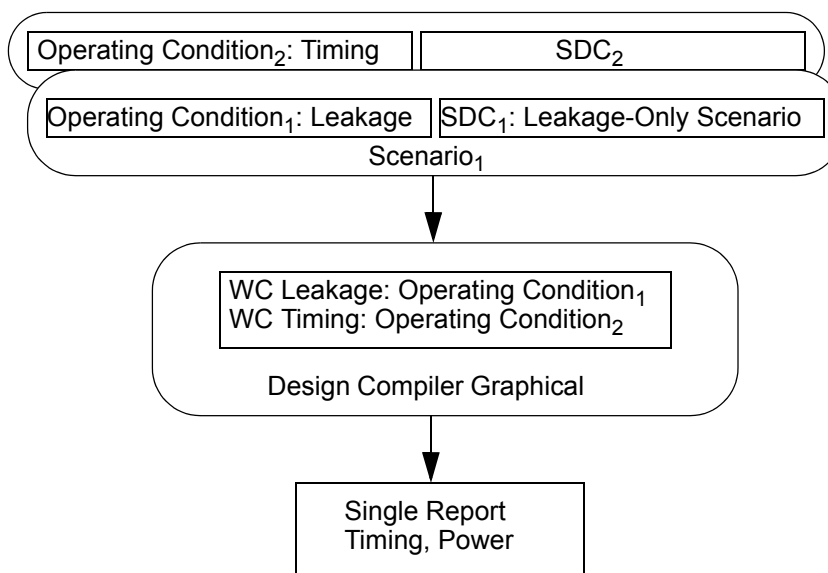 Operating Condition₂: Timing SDC₂
Operating Condition₁: Leakage SDC₁: Leakage-Only Scenario
Scenario₁
WC Leakage: Operating Condition₁
WC Timing: Operating Condition₂
Design Compiler Graphical
Single Report
Timing, Power